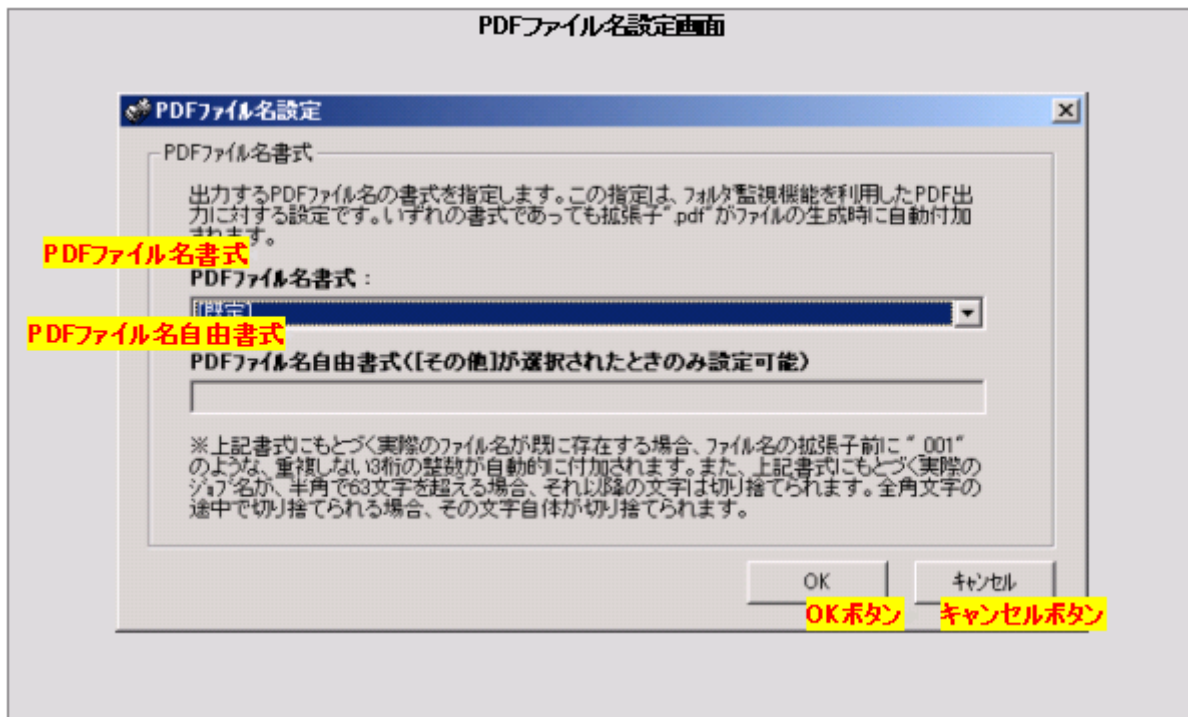 PDFファイル名設定画面
PDFファイル名設定
PDFファイル名書式
出力するPDFファイル名の書式を指定します。この指定は、フォルダ監視機能を利用したPDF出
力に対する設定です。いずれの書式であっても拡張子".pdf"がファイルの生成時に自動付加
されます。
PDFファイル名書式
PDFファイル名書式：
[既定]
PDFファイル名自由書式
PDFファイル名自由書式([その他]が選択されたときのみ設定可能)
※上記書式にもとづく実際のファイル名が既に存在する場合、ファイル名の拡張子前に"_001"
のような、重複しない3桁の整数が自動的に付加されます。また、上記書式にもとづく実際の
ジョブ名が、半角で63文字を超える場合、それ以降の文字は切り捨てられます。全角文字の
途中で切り捨てられる場合、その文字自体が切り捨てられます。
OK
キャンセル
OKボタン
キャンセルボタン